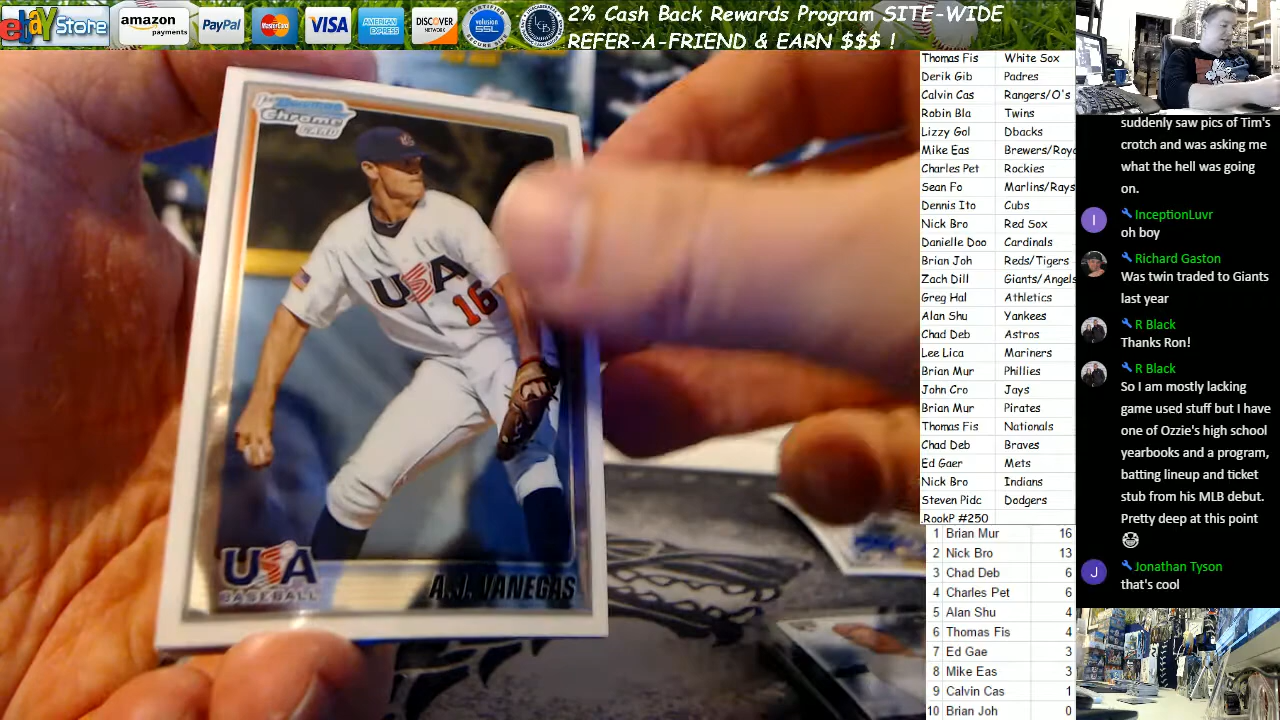 ebay Store
amazon
payments
PayPal
MasterCard
VISA
AMERICAN EXPRESS
DISCOVER
NETWORK
volusion
SSL
2% Cash Back Rewards Program SITE-WIDE
REFER-A-FRIEND & EARN $$$ !
Bowman
Chrome
USA
16
USA
BASEBALL
A.J. VANEGAS
Thomas Fis White Sox
Derik Gib Padres
Calvin Cas Rangers/O's
Robin Bla Twins
Lizzy Gol Dbacks
Mike Eas Brewers/Roya
Charles Pet Rockies
Sean Fo Marlins/Rays
Dennis Ito Cubs
Nick Bro Red Sox
Danielle Doo Cardinals
Brian Joh Reds/Tigers
Zach Dill Giants/Angels
Greg Hal Athletics
Alan Shu Yankees
Chad Deb Astros
Lee Lica Mariners
Brian Mur Phillies
John Cro Jays
Brian Mur Pirates
Thomas Fis Nationals
Chad Deb Braves
Ed Gaer Mets
Nick Bro Indians
Steven Pidc Dodgers
.RookP #250
1 Brian Mur 16
2 Nick Bro 13
3 Chad Deb 6
4 Charles Pet 6
5 Alan Shu 4
6 Thomas Fis 4
7 Ed Gae 3
8 Mike Eas 3
9 Calvin Cas 1
10 Brian Joh 0
suddenly saw pics of Tim's
crotch and was asking me
what the hell was going
on.
I
InceptionLuvr
oh boy
Richard Gaston
Was twin traded to Giants
last year
R Black
Thanks Ron!
R Black
So I am mostly lacking
game used stuff but I have
one of Ozzie's high school
yearbooks and a program,
batting lineup and ticket
stub from his MLB debut.
Pretty deep at this point
J
Jonathan Tyson
that's cool